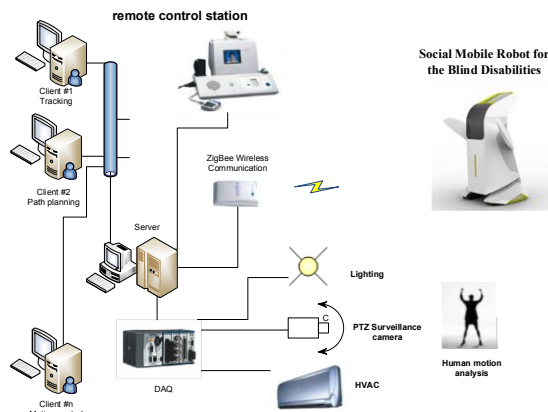 remote control station
Social Mobile Robot for
the Blind Disabilities
Client #1
Tracking
ZigBee Wireless
Communication
Client #2
Path planning
Server
Lighting
C
PTZ Surveillance
camera
Human motion
analysis
DAQ
HVAC
Client #n